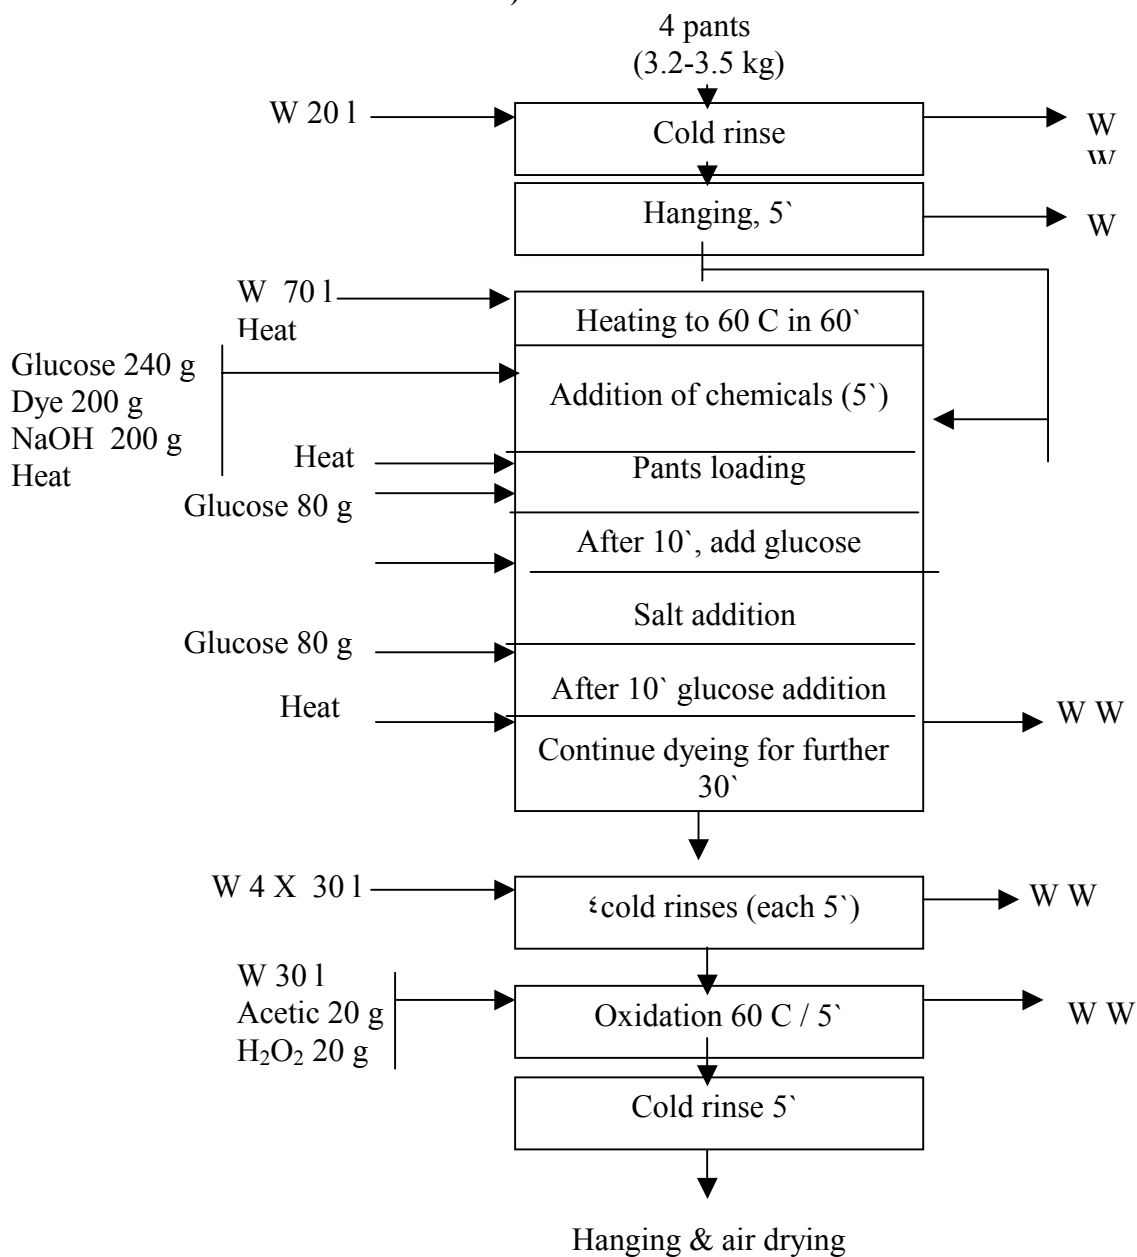 )
4 pants
(3.2-3.5 kg)
W 20 l
Cold rinse
W
W
Hanging, 5`
W
W 70 l
Heat
Heating to 60 C in 60`
Glucose 240 g
Dye 200 g
NaOH 200 g
Heat
Addition of chemicals (5`)
Heat
Pants loading
Glucose 80 g
After 10`, add glucose
Salt addition
Glucose 80 g
After 10` glucose addition
Heat
W W
Continue dyeing for further
30`
W 4 X 30 l
٤cold rinses (each 5`)
W W
W 30 l
Acetic 20 g
H₂O₂ 20 g
Oxidation 60 C / 5`
W W
Cold rinse 5`
Hanging & air drying